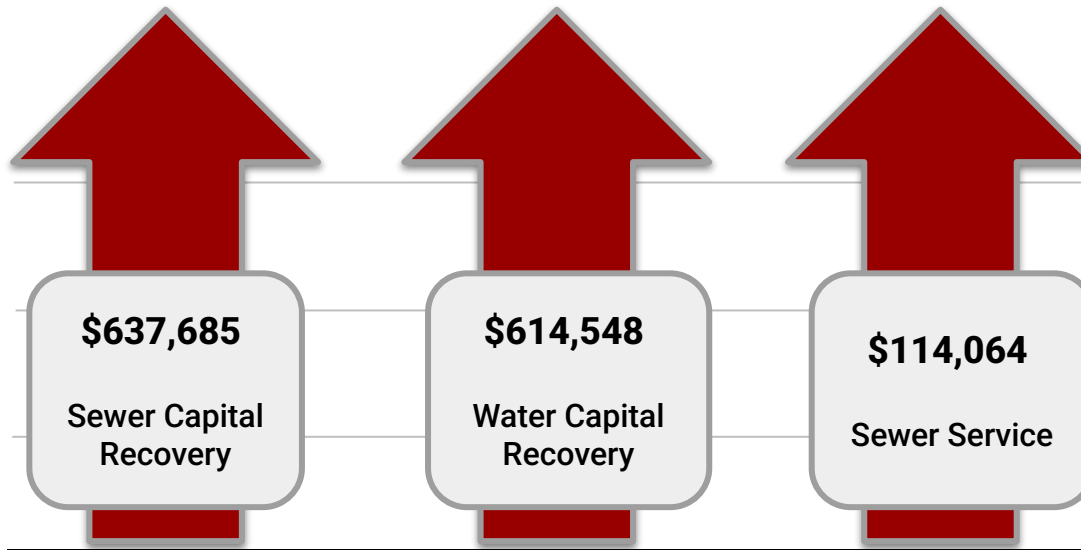 $637,685
Sewer Capital
Recovery
$614,548
Water Capital
Recovery
$114,064
Sewer Service